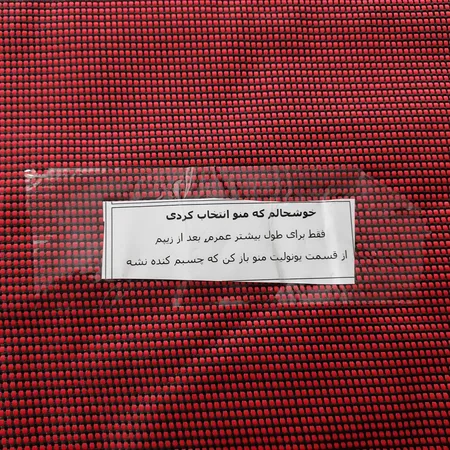 خوشحالم که منو انتخاب کردی
فقط برای طول بیشتر عمرم, بعد از زیپم
از قسمت یونولیت منو باز کن که چسبم کنده نشه